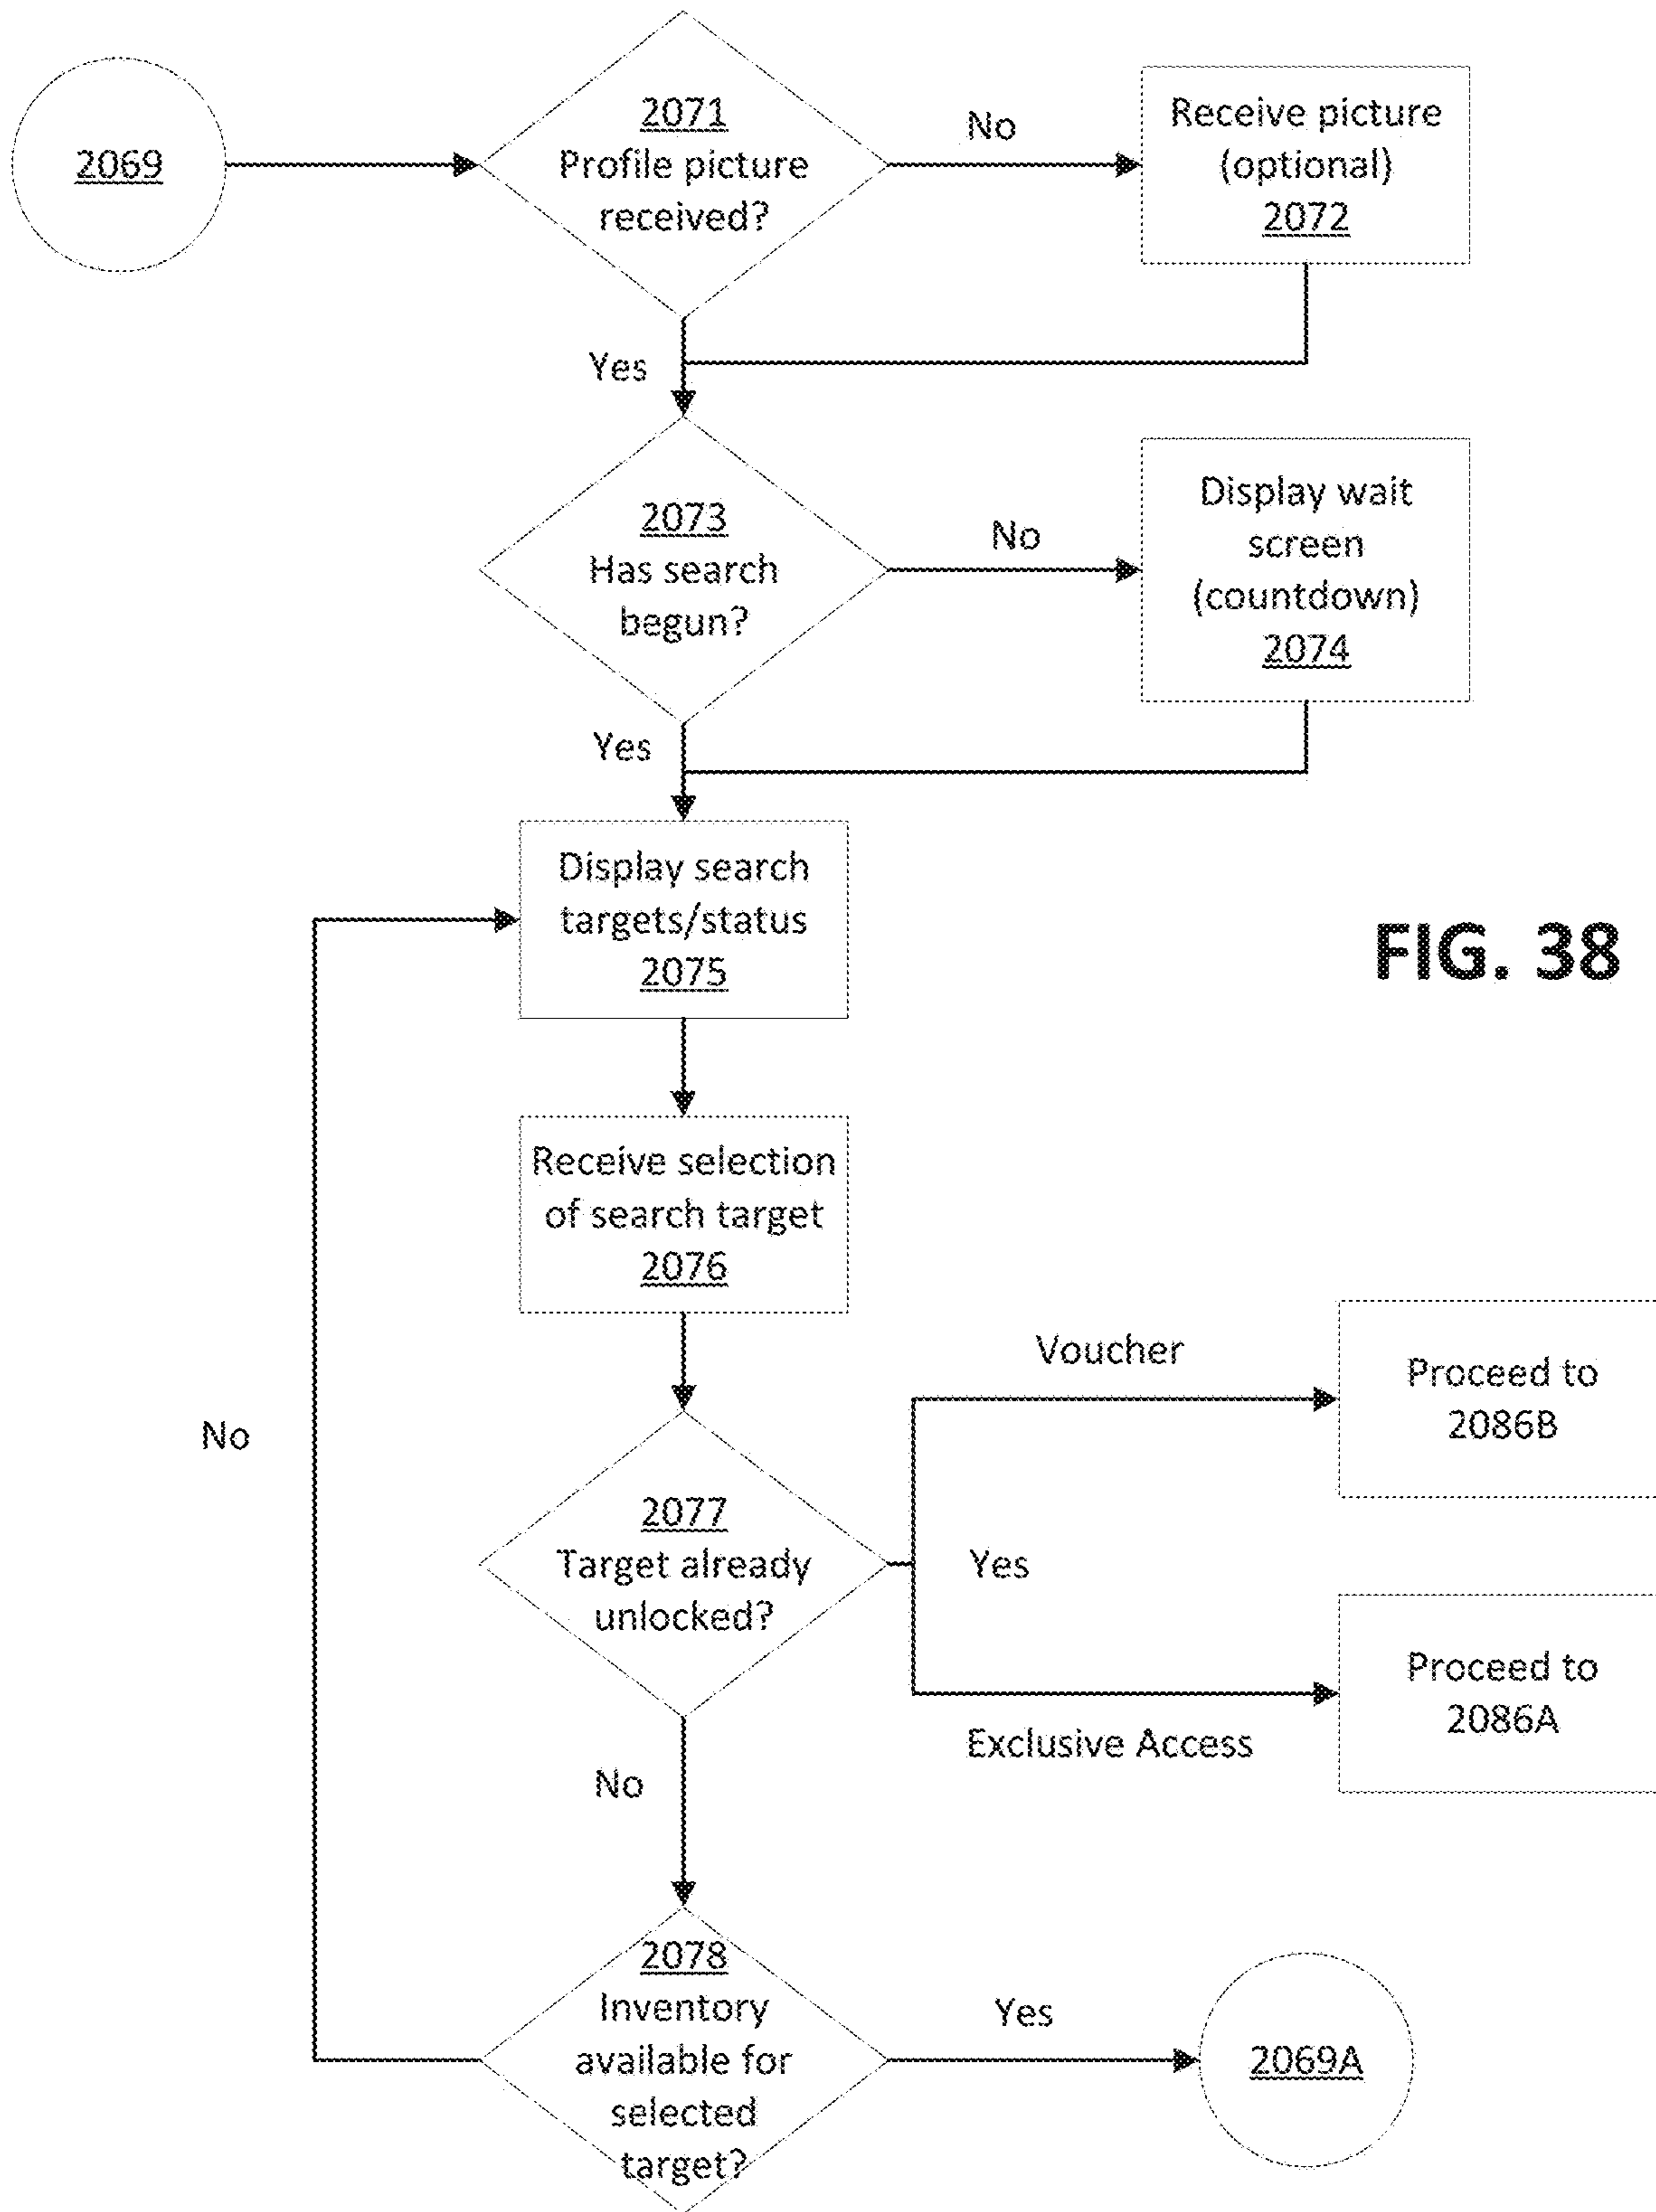 2069
2071
Profile picture
received?
No
Receive picture
(optional)
2072
Yes
2073
Has search
begun?
No
Display wait
screen
(countdown)
2074
Yes
Display search
targets/status
2075
FIG. 38
Receive selection
of search target
2076
No
2077
Target already
unlocked?
Voucher
Yes
Exclusive Access
Proceed to
2086B
Proceed to
2086A
No
2078
Inventory
available for
selected
target?
Yes
2069A